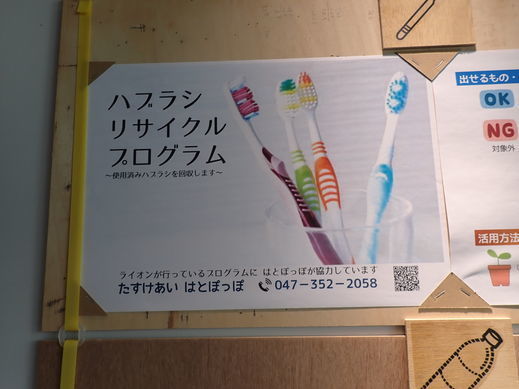 ハブラシ
リサイクル
プログラム
～使用済みハブラシを回収します～
ライオンが行っているプログラムに はとぽっぽが協力しています
たすけあい はとぽっぽ
047-352-2058
出せるもの・
OK
NG
対象外
活用方法